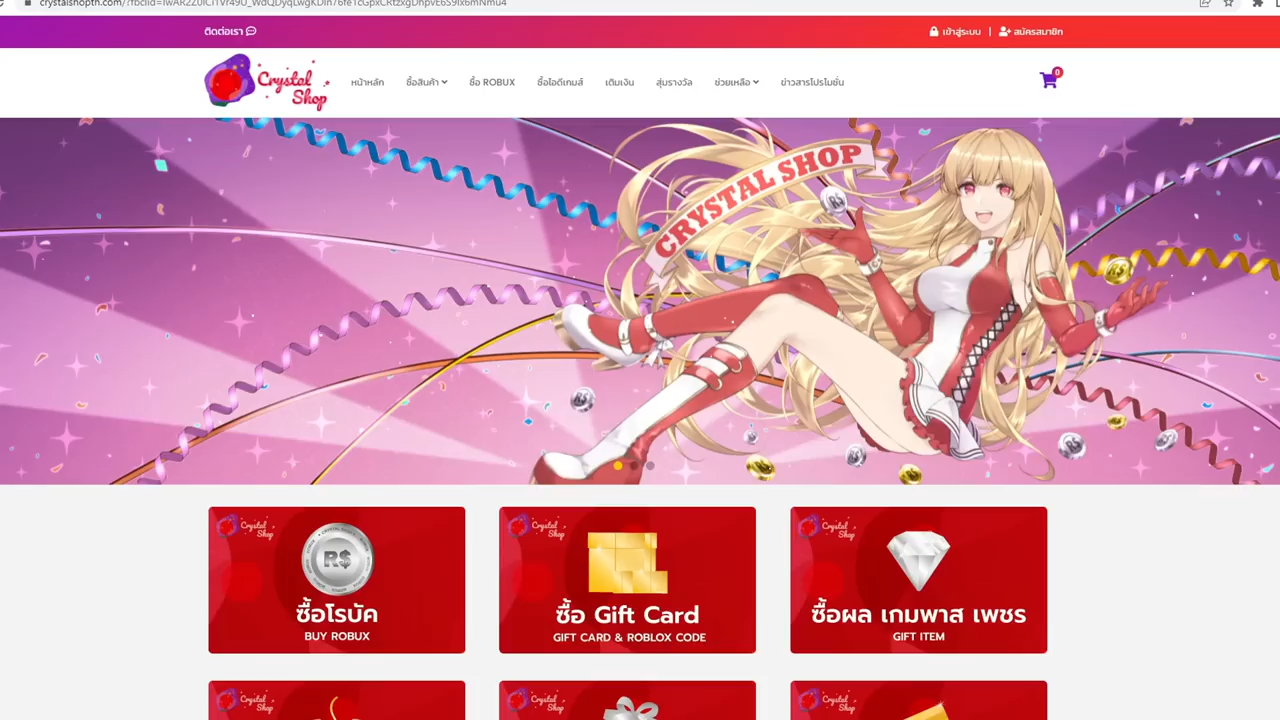 ติดต่อเรา
เข้าสู่ระบบ | สมัครสมาชิก
Crystal Shop
หน้าหลัก ซื้อสินค้า ซื้อ ROBUX ซื้อไอดีเกมส์ เติมเงิน สุ่มรางวัล ช่วยเหลือ ข่าวสารโปรโมชั่น
0
CRYSTAL SHOP
R$
Crystal Shop
R$
ซื้อโรบัค
BUY ROBUX
Crystal Shop
ซื้อ Gift Card
GIFT CARD & ROBLOX CODE
Crystal Shop
ซื้อผล เกมพาส เพชร
GIFT ITEM
Crystal Shop
Crystal Shop
Crystal Shop